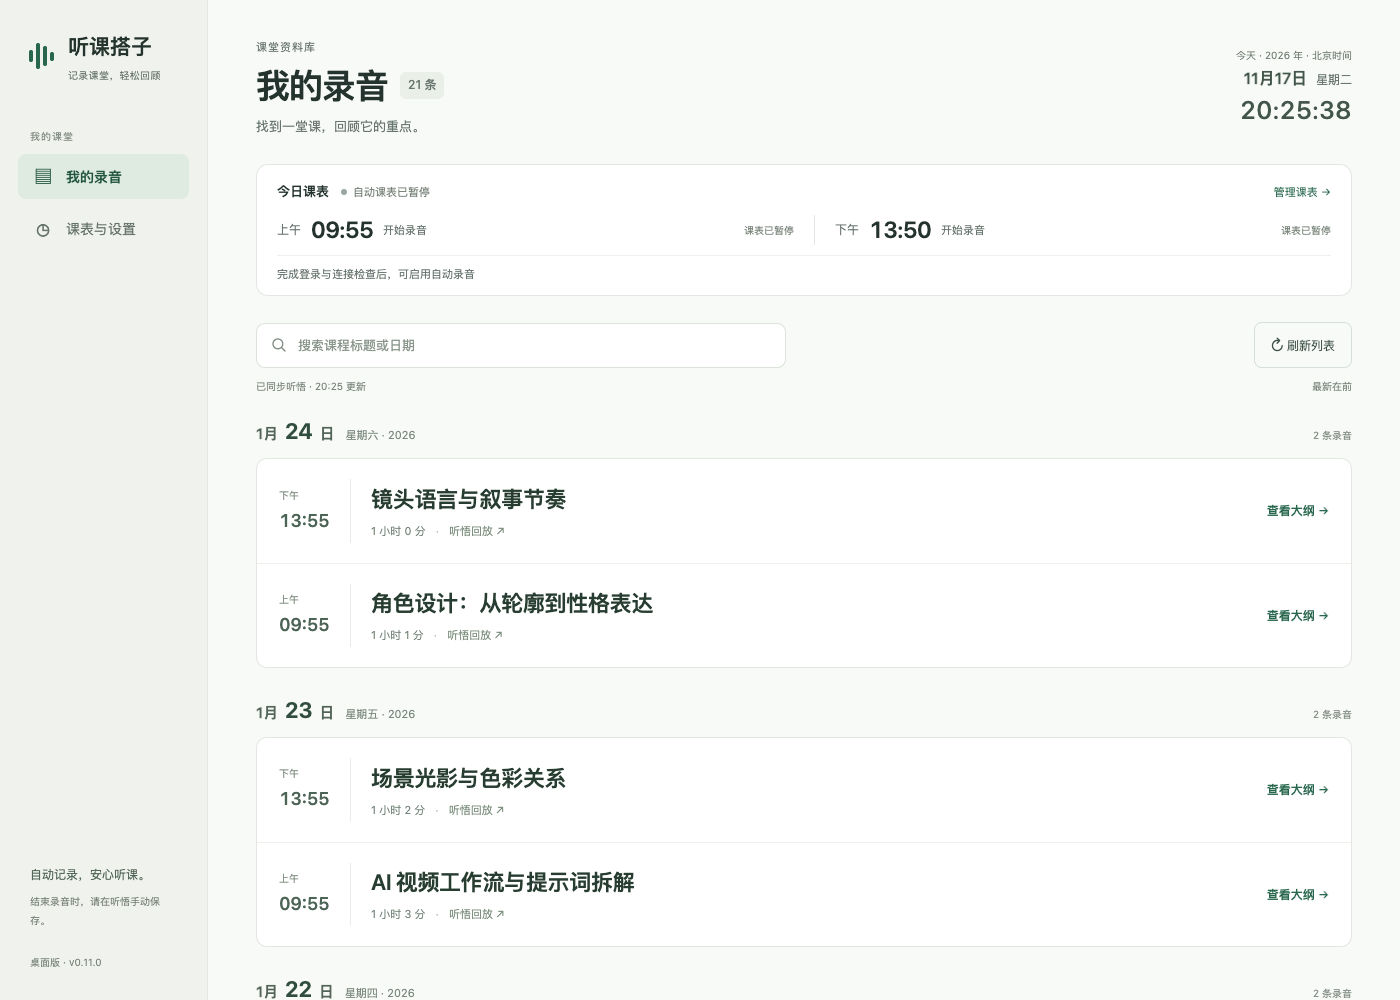 听课搭子
记录课堂，轻松回顾
我的课堂
我的录音
课表与设置
自动记录，安心听课。
结束录音时，请在听悟手动保
存。
桌面版 · v0.11.0
课堂资料库
我的录音 21 条
找到一堂课，回顾它的重点。
今天 · 2026 年 · 北京时间
11月17日 星期二
20:25:38
今日课表 自动课表已暂停 管理课表 →
上午 09:55 开始录音 课表已暂停 下午 13:50 开始录音 课表已暂停
完成登录与连接检查后，可启用自动录音
搜索课程标题或日期
刷新列表
已同步听悟 · 20:25 更新 最新在前
1月 24 日 星期六 · 2026 2 条录音
下午
13:55
镜头语言与叙事节奏
1 小时 0 分 · 听悟回放 ↗
查看大纲 →
上午
09:55
角色设计：从轮廓到性格表达
1 小时 1 分 · 听悟回放 ↗
查看大纲 →
1月 23 日 星期五 · 2026 2 条录音
下午
13:55
场景光影与色彩关系
1 小时 2 分 · 听悟回放 ↗
查看大纲 →
上午
09:55
AI 视频工作流与提示词拆解
1 小时 3 分 · 听悟回放 ↗
查看大纲 →
1月 22 日 星期四 · 2026 2 条录音